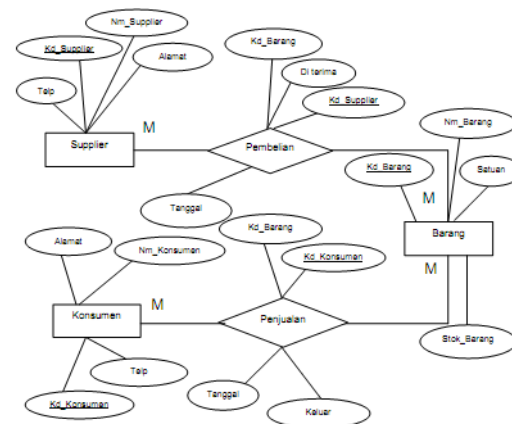 Nm_Supplier
Kd_Supplier
Alamat
Telp
Supplier
M
Kd_Barang
Di terima
Kd_Supplier
Pembelian
Tanggal
Nm_Barang
Kd_Barang
Satuan
M
Barang
M
Stok_Barang
Alamat
Nm_Konsumen
Konsumen
M
Telp
Kd_Konsumen
Kd_Barang
Kd_Konsumen
Penjualan
Tanggal
Keluar